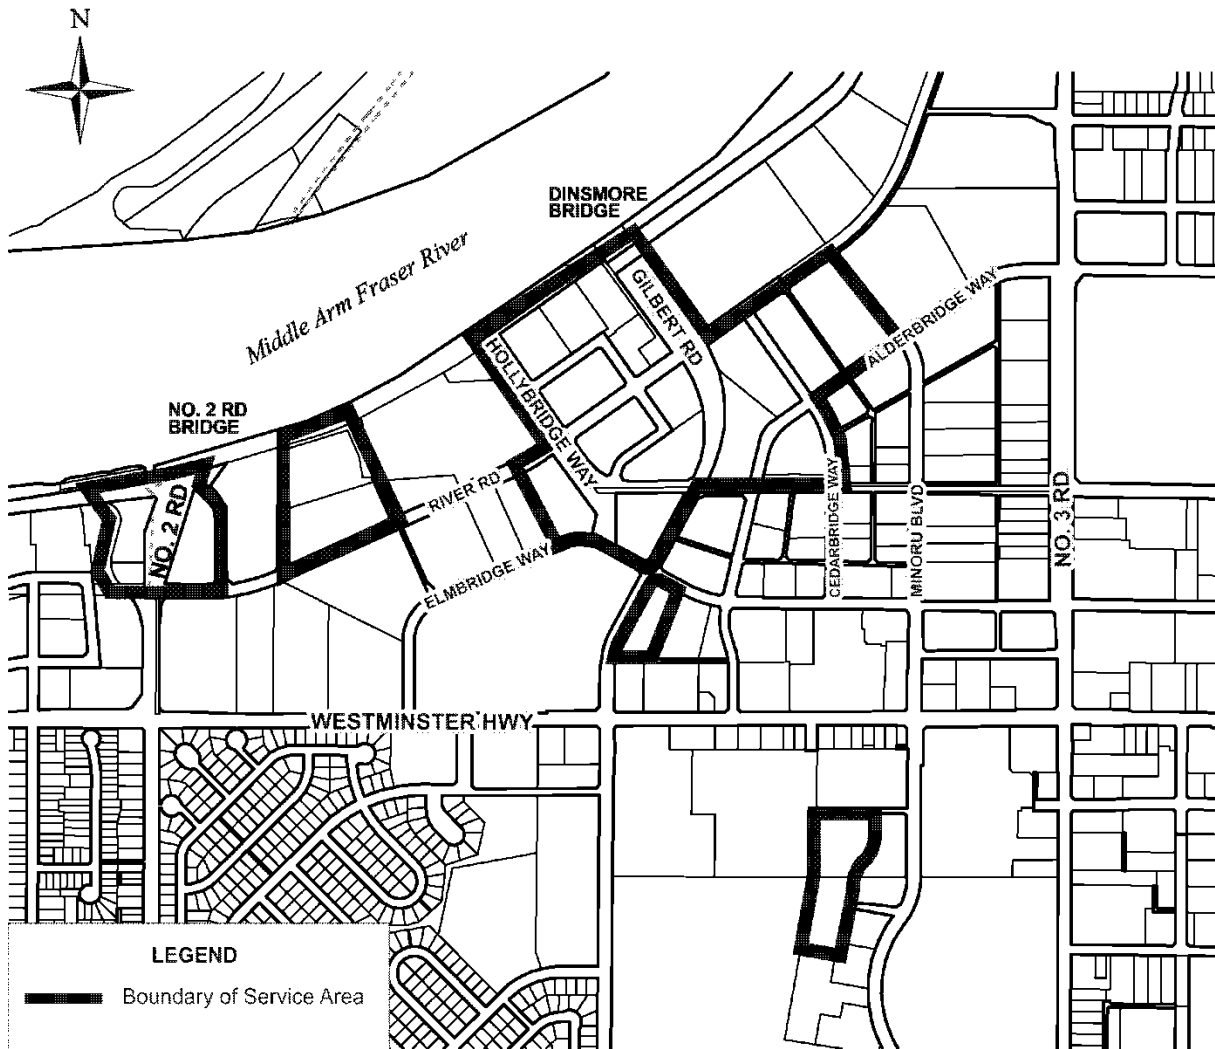 N
DINSMORE
BRIDGE
Middle Arm Fraser River
GILBERT RD
ALDERBRIDGE WAY
HOLLYBRIDGE WAY
NO. 2 RD
BRIDGE
RIVER RD
NO. 2 RD
ELMBRIDGE WAY
CEDARBRIDGE WAY
MINORU BLVD
NO. 3 RD
WESTMINSTER HWY
LEGEND
Boundary of Service Area